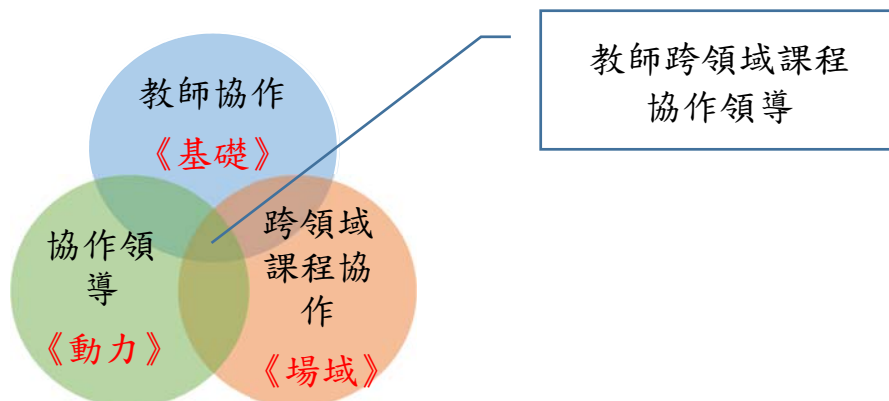 教師協作
《基礎》
協作領
導
《動力》
跨領域
課程協
作
《場域》
教師跨領域課程
協作領導